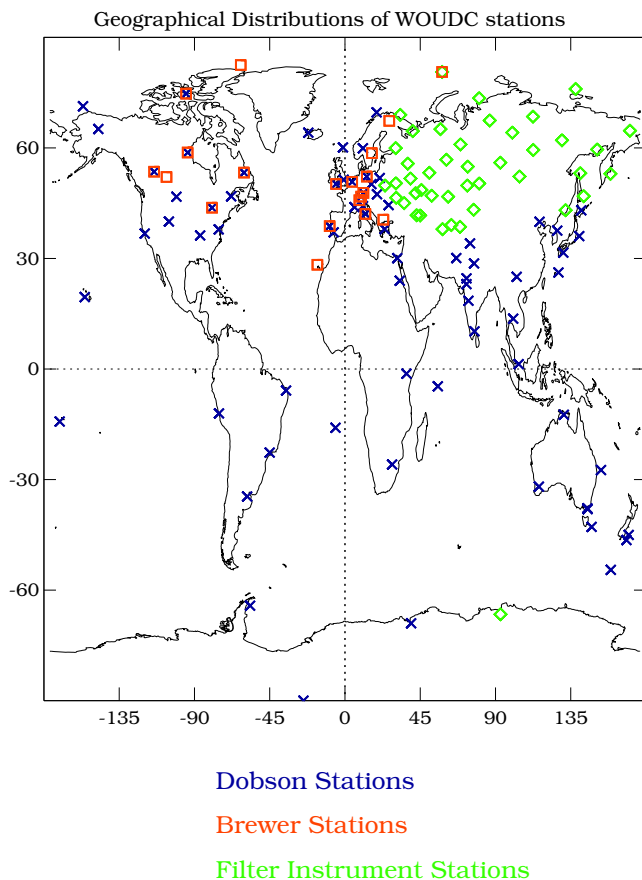 Geographical Distributions of WOUDC stations
60
30
0
-30
-60
-135 -90 -45 0 45 90 135
Dobson Stations
Brewer Stations
Filter Instrument Stations